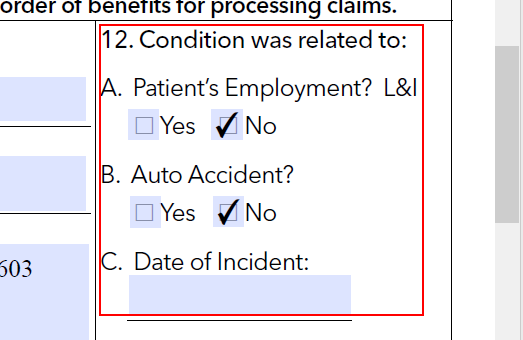 order of benefits for processing claims.
12. Condition was related to:
A. Patient's Employment? L&I
Yes No
B. Auto Accident?
Yes No
603
C. Date of Incident: